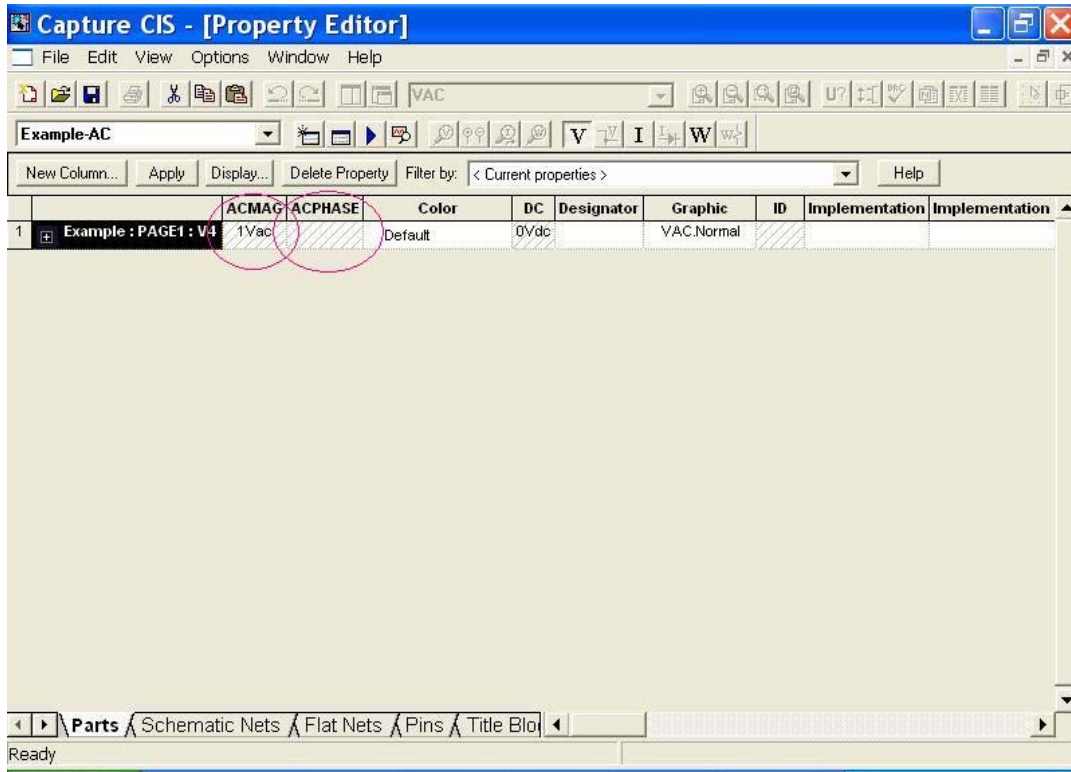 Capture CIS - [Property Editor]
File Edit View Options Window Help
VAC U?
Example-AC V I W
New Column... Apply Display... Delete Property Filter by: < Current properties > Help
ACMAG ACPHASE Color DC Designator Graphic ID Implementation Implementation
1 Example : PAGE1 : V4 1Vac Default 0Vdc VAC.Normal
Parts Schematic Nets Flat Nets Pins Title Blo
Ready